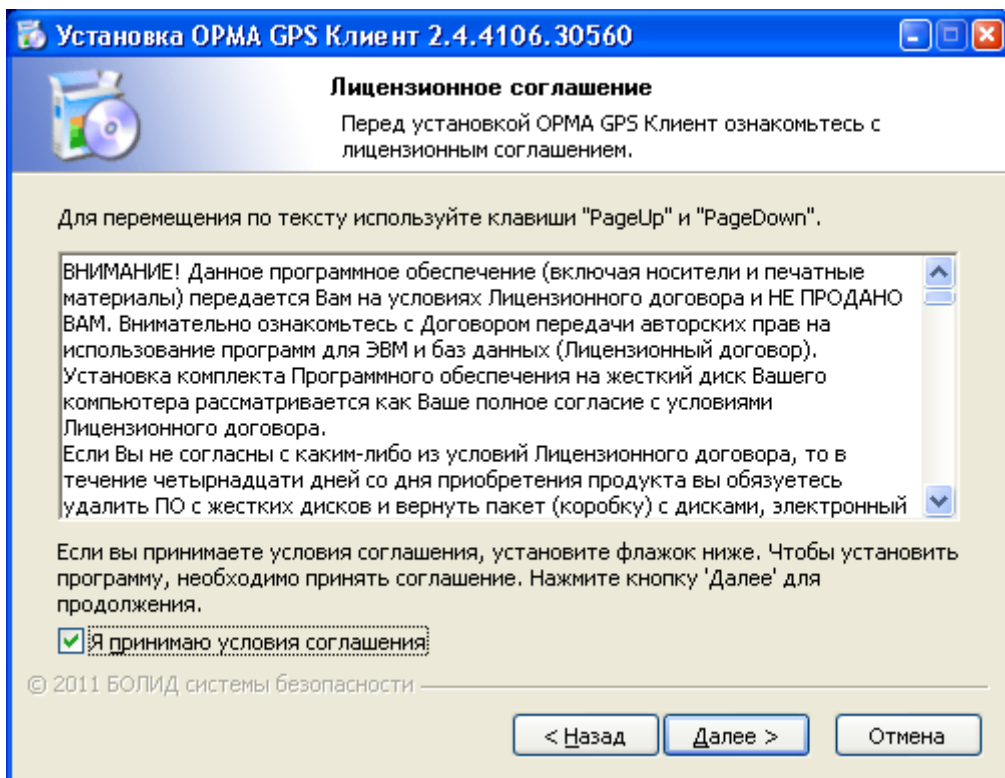 Установка ОРМА GPS Клиент 2.4.4106.30560
Лицензионное соглашение
Перед установкой ОРМА GPS Клиент ознакомьтесь с
лицензионным соглашением.
Для перемещения по тексту используйте клавиши "PageUp" и "PageDown".
ВНИМАНИЕ! Данное программное обеспечение (включая носители и печатные
материалы) передается Вам на условиях Лицензионного договора и НЕ ПРОДАНО
ВАМ. Внимательно ознакомьтесь с Договором передачи авторских прав на
использование программ для ЭВМ и баз данных (Лицензионный договор).
Установка комплекта Программного обеспечения на жесткий диск Вашего
компьютера рассматривается как Ваше полное согласие с условиями
Лицензионного договора.
Если Вы не согласны с каким-либо из условий Лицензионного договора, то в
течение четырнадцати дней со дня приобретения продукта вы обязуетесь
удалить ПО с жестких дисков и вернуть пакет (коробку) с дисками, электронный
Если вы принимаете условия соглашения, установите флажок ниже. Чтобы установить
программу, необходимо принять соглашение. Нажмите кнопку 'Далее' для
продолжения.
Я принимаю условия соглашения
© 2011 БОЛИД системы безопасности
< Назад
Далее >
Отмена